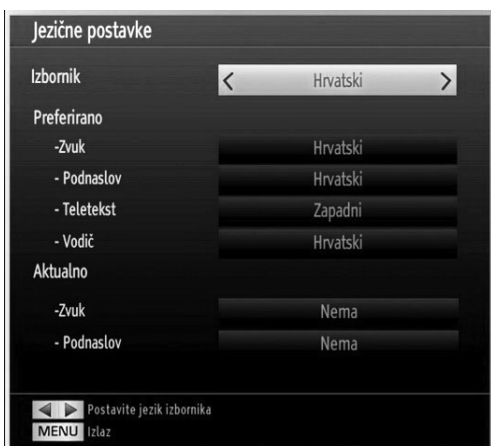 Jezične postavke
Izbornik < Hrvatski >
Preferirano
-Zvuk Hrvatski
- Podnaslov Hrvatski
- Teletekst Zapadni
- Vodič Hrvatski
Aktualno
-Zvuk Nema
- Podnaslov Nema
Postavite jezik izbornika
MENU Izlaz